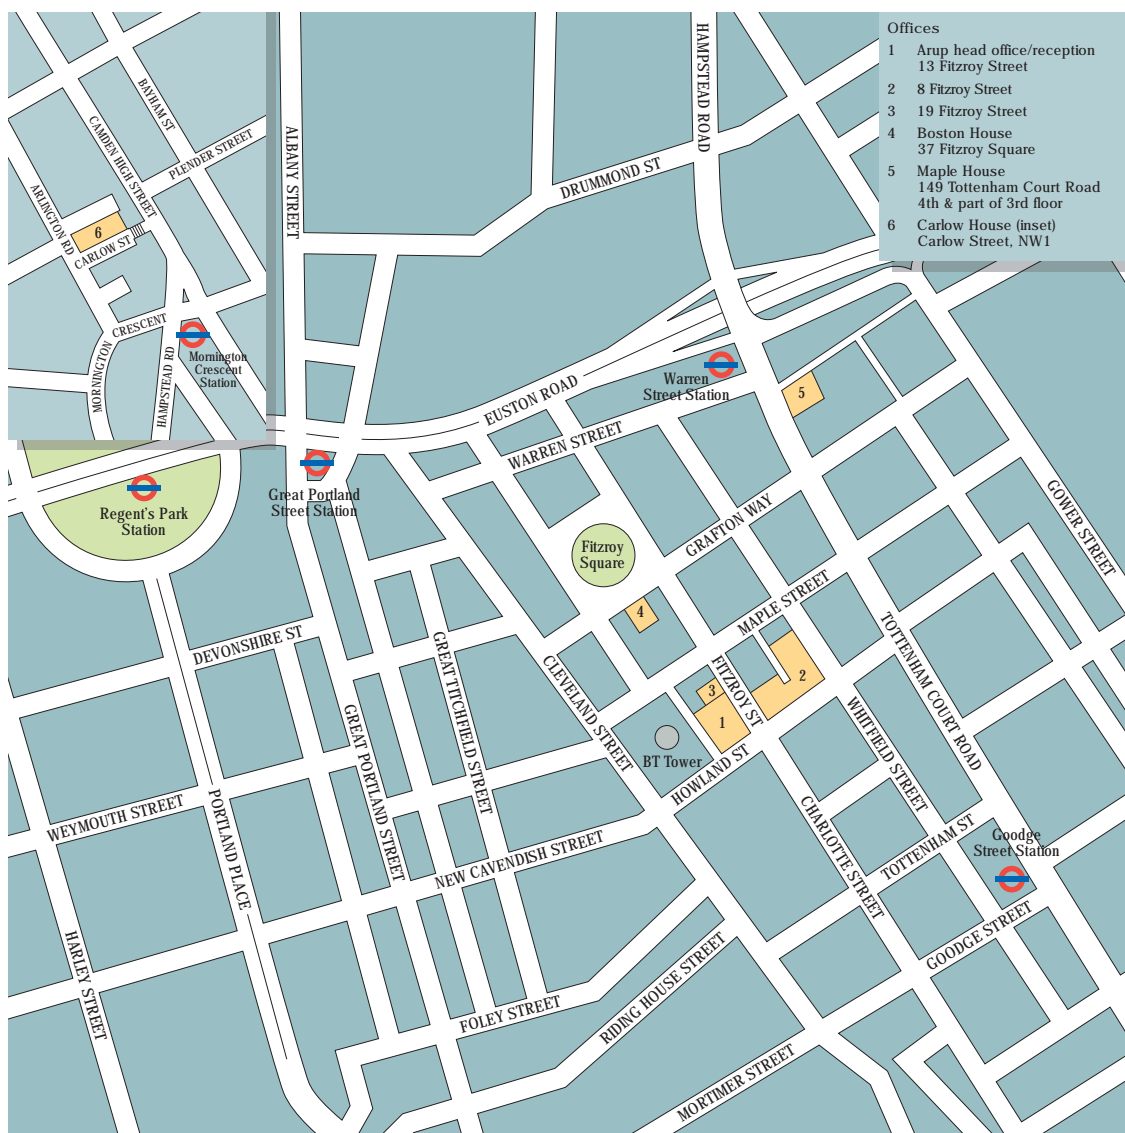 Offices
1 Arup head office/reception
13 Fitzroy Street
2 8 Fitzroy Street
3 19 Fitzroy Street
4 Boston House
37 Fitzroy Square
5 Maple House
149 Tottenham Court Road
4th & part of 3rd floor
6 Carlow House (inset)
Carlow Street, NW1
BAYHAM ST
CAMDEN HIGH STREET
PLENDER STREET
ARLINGTON RD
6
CARLOW ST
CRESCENT
MORNINGTON
HAMPSTEAD RD
Mornington
Crescent
Station
ALBANY STREET
HAMPSTEAD ROAD
DRUMMOND ST
EUSTON ROAD
Warren
Street Station
5
WARREN STREET
Great Portland
Street Station
Regent's Park
Station
GOWER STREET
GRAFTON WAY
Fitzroy
Square
4
MAPLE STREET
DEVONSHIRE ST
GREAT TITCHFIELD STREET
CLEVELAND STREET
FITZROY ST
3
2
1
TOTTENHAM COURT ROAD
WHITFIELD STREET
BT Tower
HOWLAND ST
GREAT PORTLAND STREET
WEYMOUTH STREET
PORTLAND PLACE
CHARLOTTE STREET
TOTTENHAM ST
Goodge
Street Station
NEW CAVENDISH STREET
GOODGE STREET
HARLEY STREET
FOLEY STREET
RIDING HOUSE STREET
MORTIMER STREET